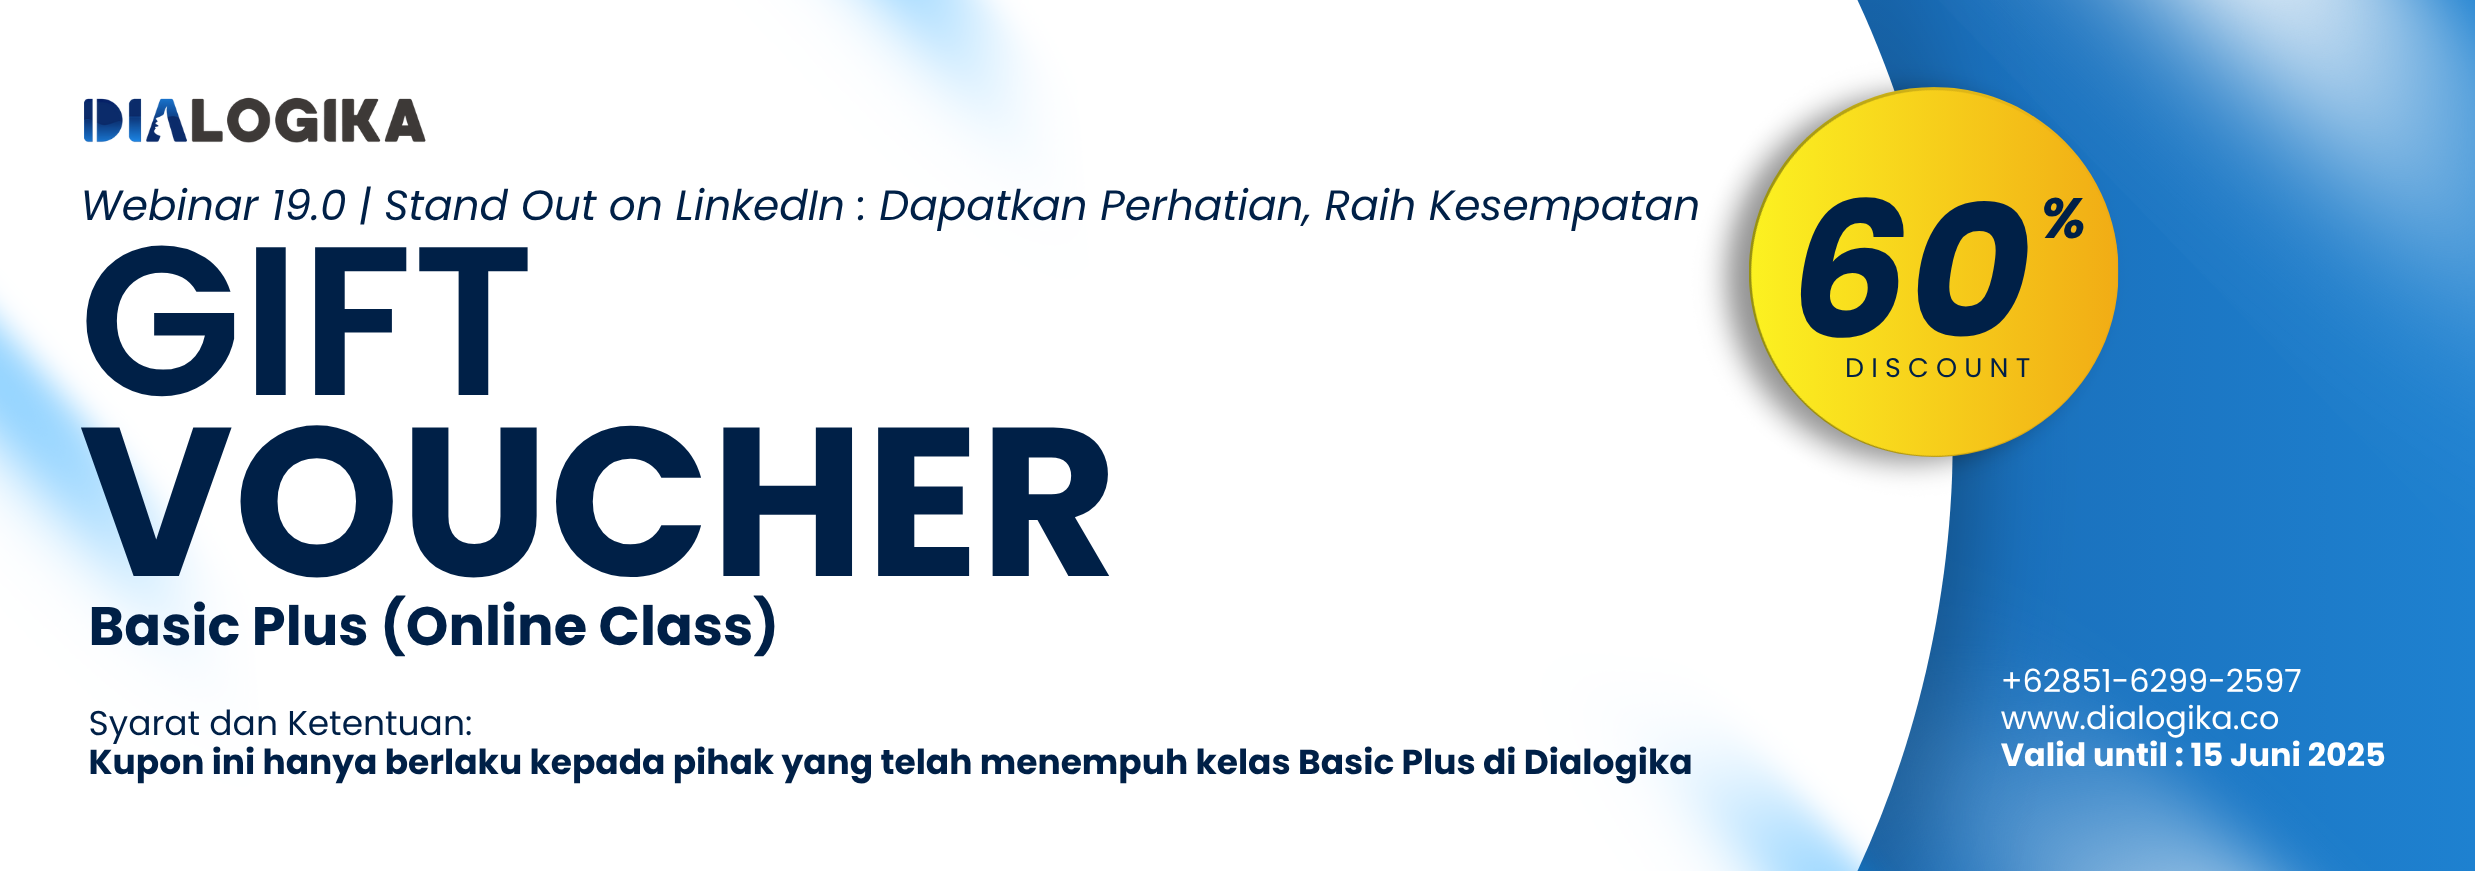 DIALOGIKA
Webinar 19.0 | Stand Out on LinkedIn : Dapatkan Perhatian, Raih Kesempatan
GIFT
VOUCHER
Basic Plus (Online Class)
Syarat dan Ketentuan:
Kupon ini hanya berlaku kepada pihak yang telah menempuh kelas Basic Plus di Dialogika
60%
DISCOUNT
+62851-6299-2597
www.dialogika.co
Valid until : 15 Juni 2025